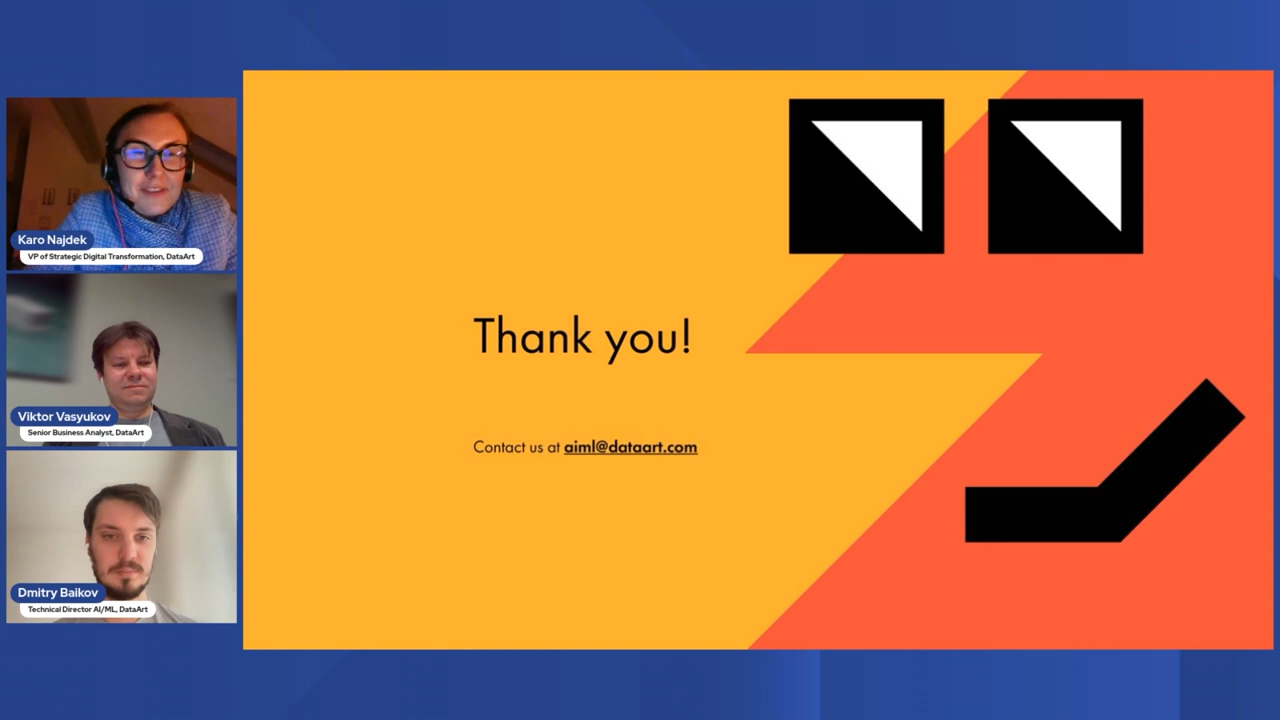 Karo Najdek
VP of Strategic Digital Transformation, DataArt
Viktor Vasyukov
Senior Business Analyst, DataArt
Dmitry Baikov
Technical Director AI/ML, DataArt
Thank you!
Contact us at aiml@dataart.com